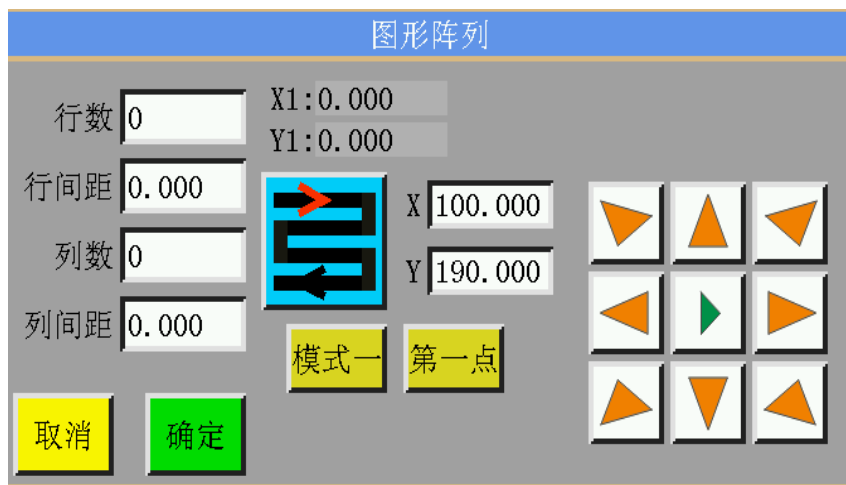 图形阵列
行数 0
X1:0.000
Y1:0.000
行间距 0.000
X 100.000
列数 0
Y 190.000
列间距 0.000
模式一
第一点
取消
确定